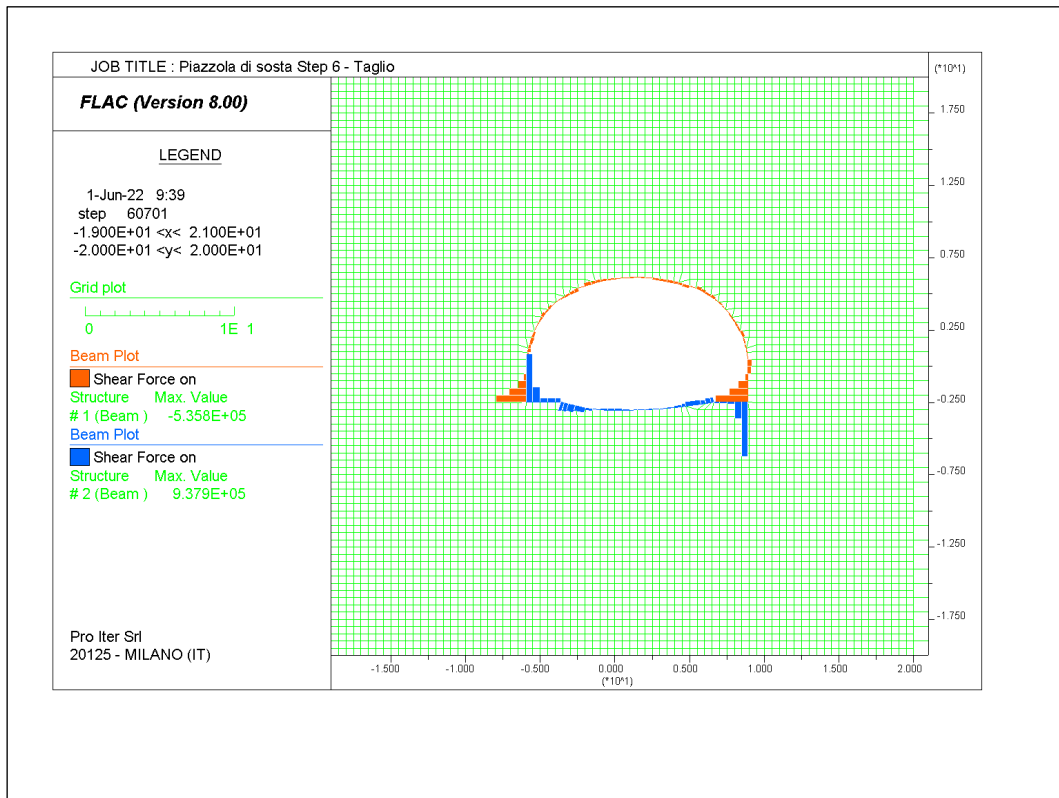 JOB TITLE : Piazzola di sosta Step 6 - Taglio
(*10^1)
FLAC (Version 8.00)
LEGEND
1-Jun-22 9:39
step 60701
-1.900E+01 <x< 2.100E+01
-2.000E+01 <y< 2.000E+01
Grid plot
0 1E 1
Beam Plot
Shear Force on
Structure Max. Value
# 1 (Beam ) -5.358E+05
Beam Plot
Shear Force on
Structure Max. Value
# 2 (Beam ) 9.379E+05
Pro Iter Srl
20125 - MILANO (IT)
1.750
1.250
0.750
0.250
-0.250
-0.750
-1.250
-1.750
-1.500 -1.000 -0.500 0.000 0.500 1.000 1.500 2.000
(*10^1)